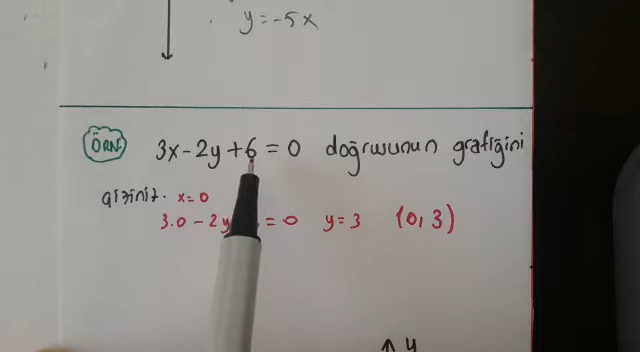 y = -5x
ÖRN. 3x - 2y + 6 = 0 doğrusunun grafiğini
çiziniz. x = 0
3.0 - 2y = 0 y = 3 (0, 3)
y